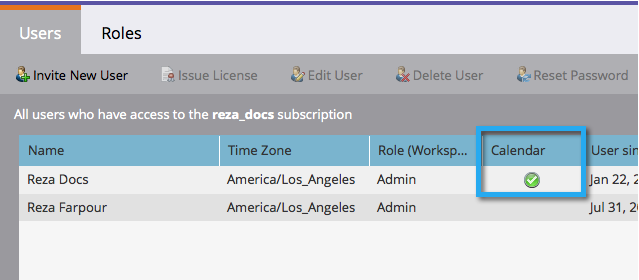 Users Roles
Invite New User Issue License Edit User Delete User Reset Password
All users who have access to the reza_docs subscription
Name Time Zone Role (Worksp... Calendar User sin
Reza Docs America/Los_Angeles Admin Jan 22, 2
Reza Farpour America/Los_Angeles Admin Jul 31, 20